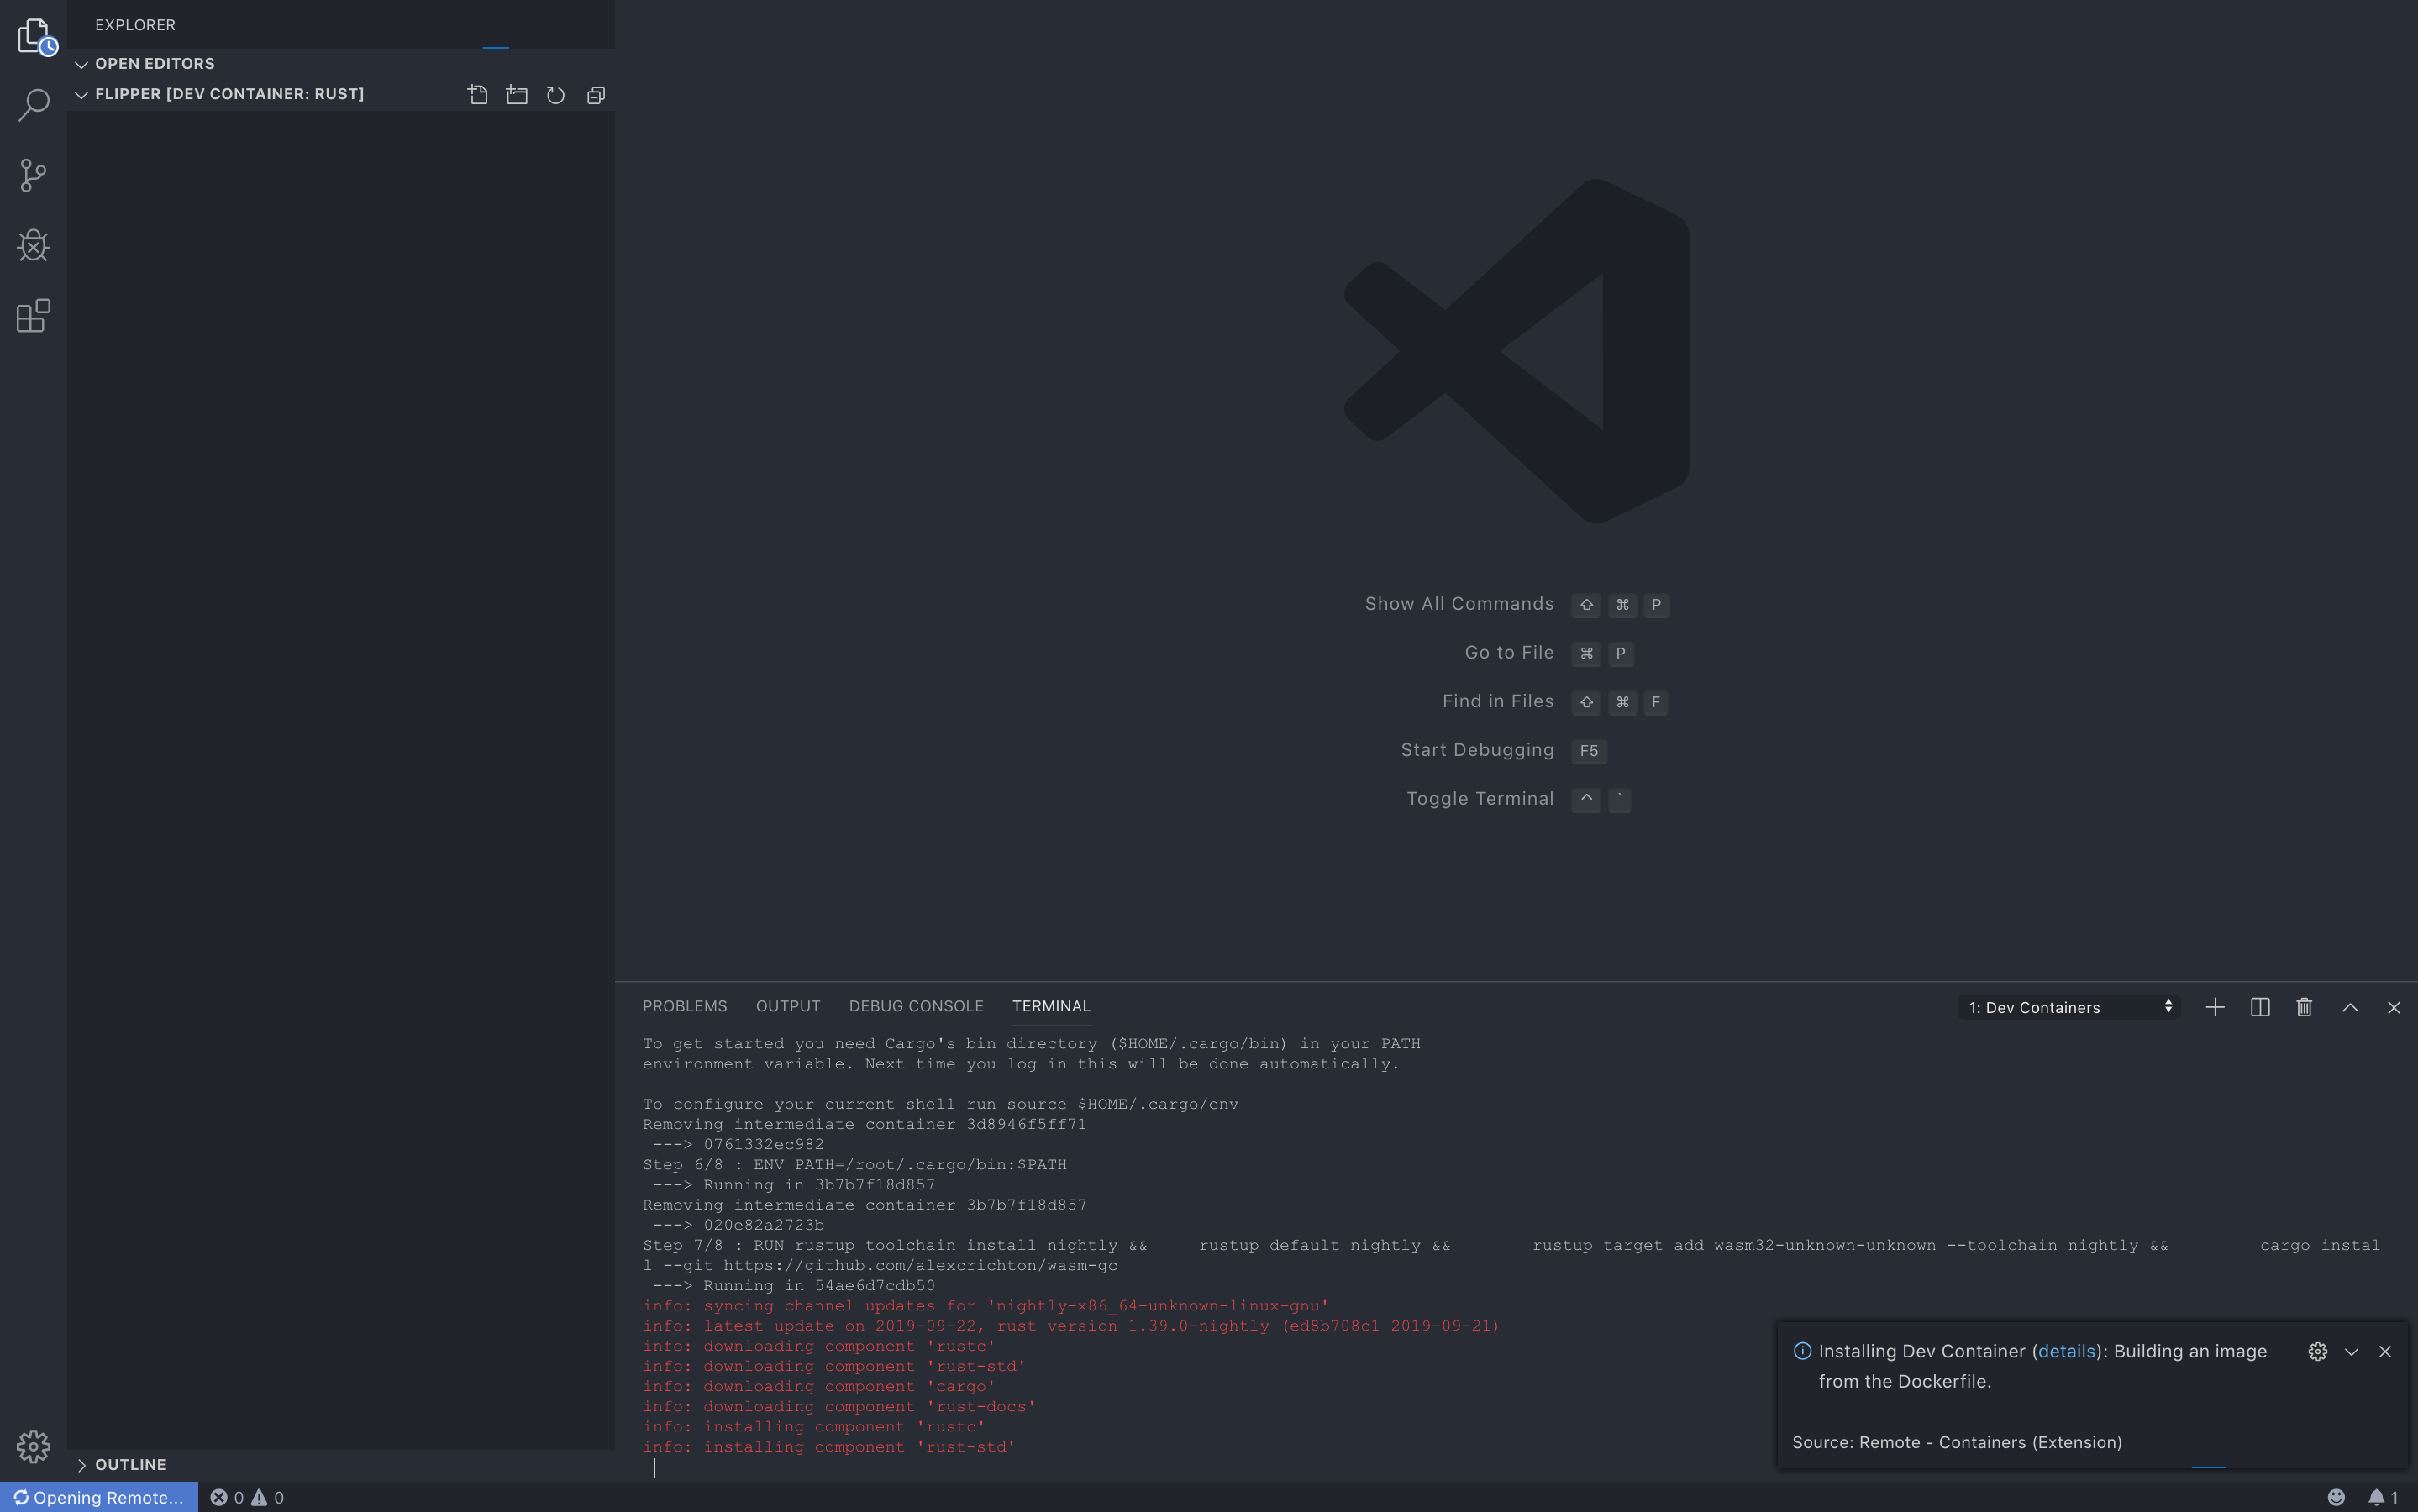 EXPLORER
OPEN EDITORS
FLIPPER [DEV CONTAINER: RUST]
Show All Commands ⇧ ⌘ P
Go to File ⌘ P
Find in Files ⇧ ⌘ F
Start Debugging F5
Toggle Terminal ^ `
PROBLEMS OUTPUT DEBUG CONSOLE TERMINAL
1: Dev Containers
To get started you need Cargo's bin directory ($HOME/.cargo/bin) in your PATH
environment variable. Next time you log in this will be done automatically.
To configure your current shell run source $HOME/.cargo/env
Removing intermediate container 3d8946f5ff71
---> 0761332ec982
Step 6/8 : ENV PATH=/root/.cargo/bin:$PATH
---> Running in 3b7b7f18d857
Removing intermediate container 3b7b7f18d857
---> 020e82a2723b
Step 7/8 : RUN rustup toolchain install nightly && rustup default nightly && rustup target add wasm32-unknown-unknown --toolchain nightly && cargo instal
l --git https://github.com/alexcrichton/wasm-gc
---> Running in 54ae6d7cdb50
info: syncing channel updates for 'nightly-x86_64-unknown-linux-gnu'
info: latest update on 2019-09-22, rust version 1.39.0-nightly (ed8b708c1 2019-09-21)
info: downloading component 'rustc'
info: downloading component 'rust-std'
info: downloading component 'cargo'
info: downloading component 'rust-docs'
info: installing component 'rustc'
info: installing component 'rust-std'
Installing Dev Container (details): Building an image
from the Dockerfile.
Source: Remote - Containers (Extension)
OUTLINE
Opening Remote... 0 0
1